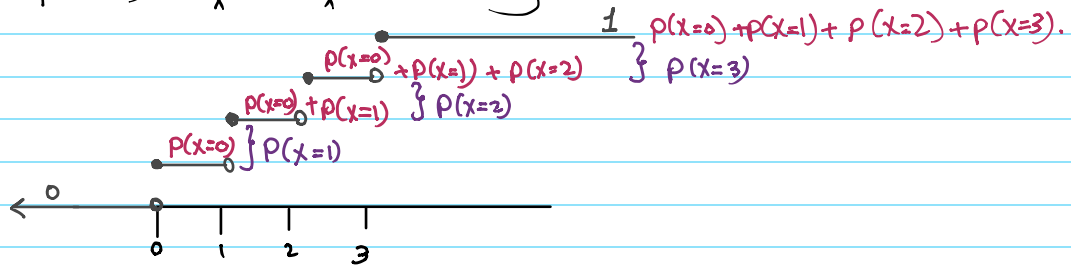 1 P(X=0) + P(X=1) + P(X=2) + P(X=3).
P(X=0) + P(X=1) + P(X=2) } P(X=3)
P(X=0) + P(X=1) } P(X=2)
P(X=0) } P(X=1)
0
0 1 2 3